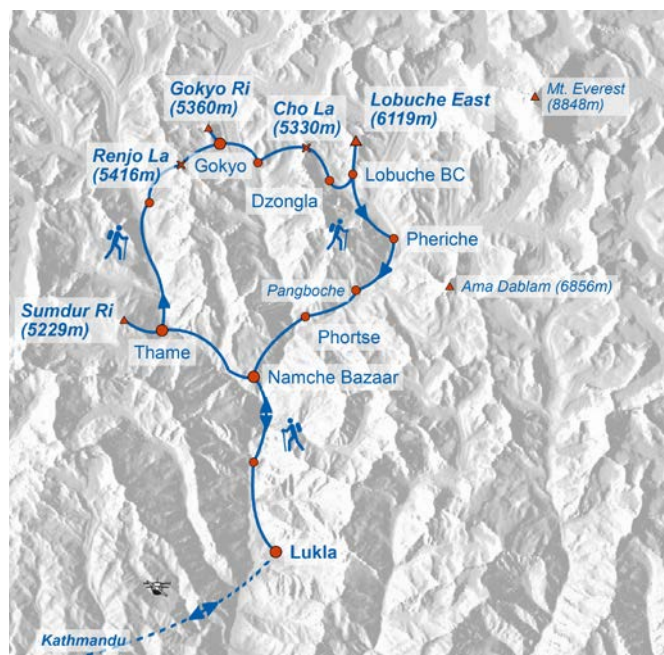 Gokyo Ri
(5360m)
Cho La
(5330m)
Lobuche East
(6119m)
Mt. Everest
(8848m)
Renjo La
(5416m)
Gokyo
Dzongla
Lobuche BC
Pheriche
Pangboche
Ama Dablam (6856m)
Sumdur Ri
(5229m)
Thame
Phortse
Namche Bazaar
Lukla
Kathmandu